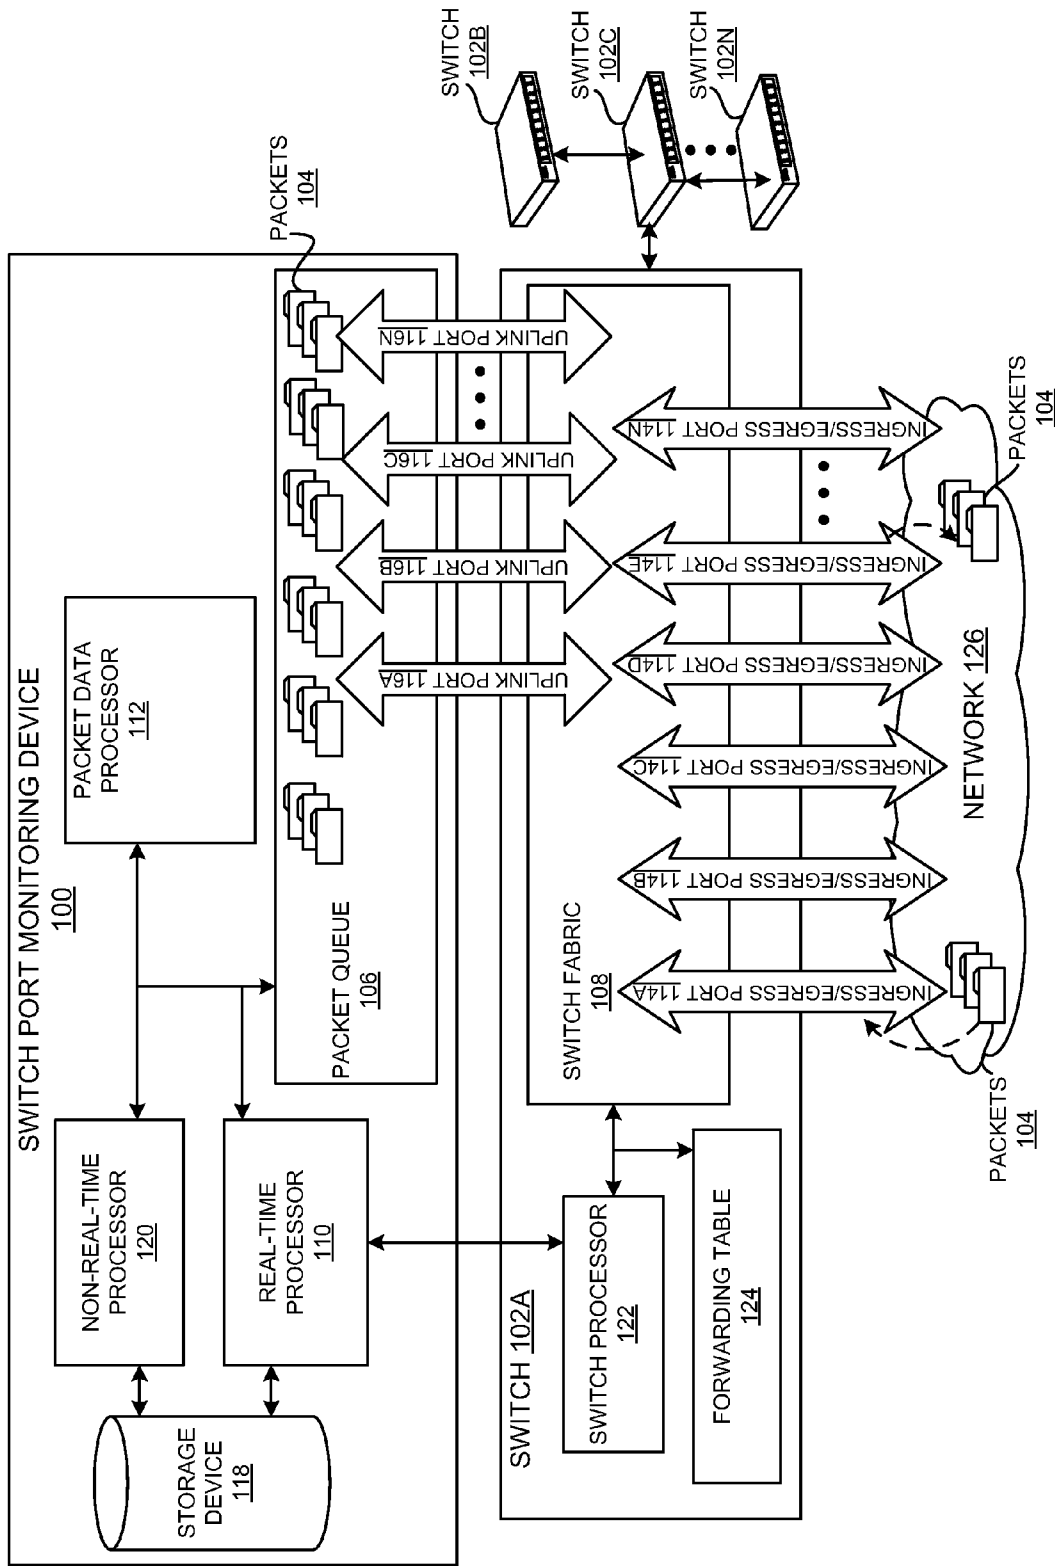 SWITCH PORT MONITORING DEVICE
100
STORAGE
DEVICE
118
NON-REAL-TIME
PROCESSOR
120
REAL-TIME
PROCESSOR
110
PACKET DATA
PROCESSOR
112
PACKET QUEUE
106
PACKETS
104
UPLINK PORT 116A
UPLINK PORT 116B
UPLINK PORT 116C
UPLINK PORT 116N
SWITCH 102A
SWITCH PROCESSOR
122
FORWARDING TABLE
124
SWITCH FABRIC
108
INGRESS/EGRESS PORT 114A
INGRESS/EGRESS PORT 114B
INGRESS/EGRESS PORT 114C
INGRESS/EGRESS PORT 114D
INGRESS/EGRESS PORT 114E
INGRESS/EGRESS PORT 114N
SWITCH
102B
SWITCH
102C
SWITCH
102N
PACKETS
104
NETWORK 126
PACKETS
104